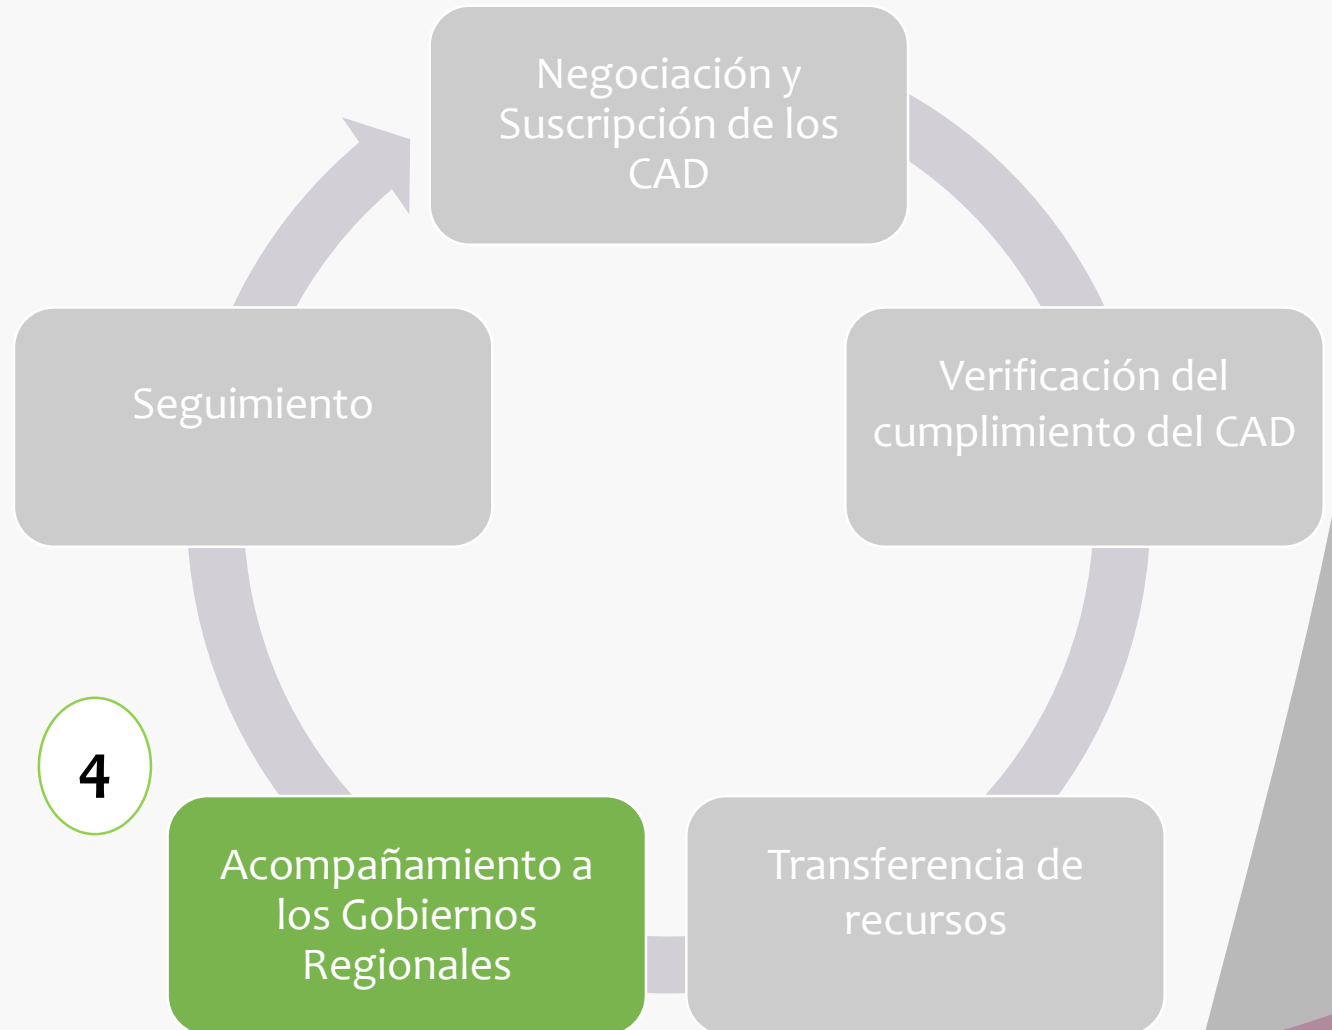 Negociación y
Suscripción de los
CAD
Verificación del
cumplimiento del CAD
Transferencia de
recursos
4
Acompañamiento a
los Gobiernos
Regionales
Seguimiento